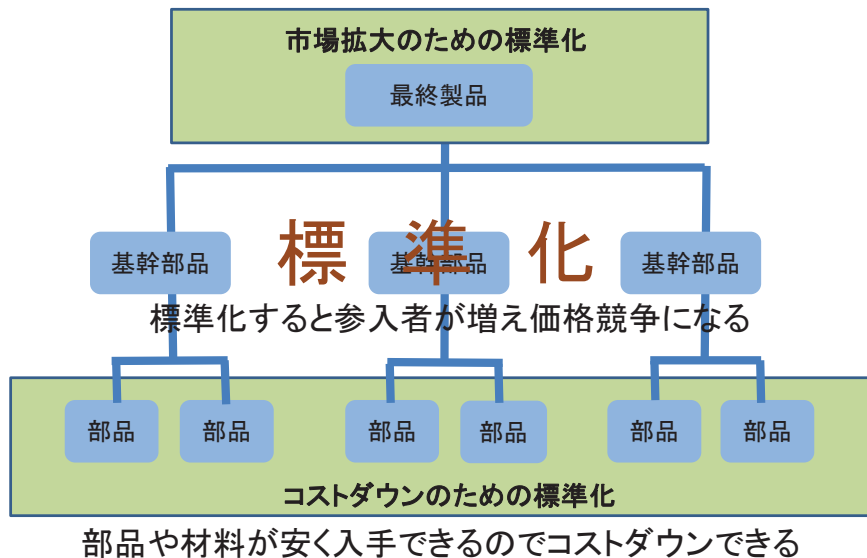 市場拡大のための標準化
最終製品
標 準 化
基幹部品 基幹部品 基幹部品
標準化すると参入者が増え価格競争になる
部品 部品 部品 部品 部品 部品
コストダウンのための標準化
部品や材料が安く入手できるのでコストダウンできる